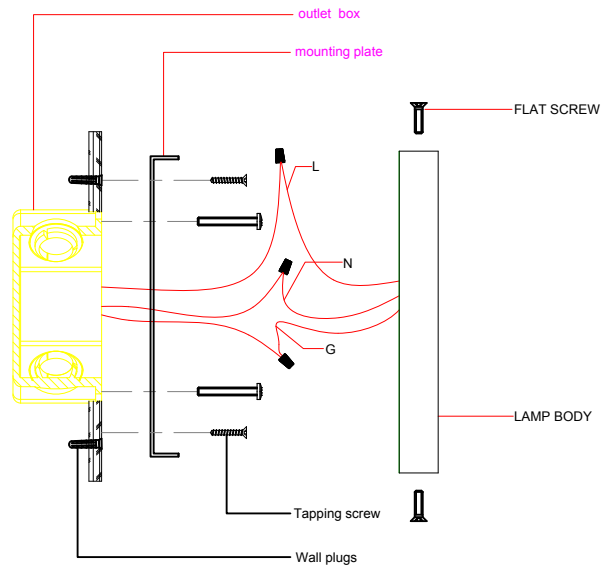 outlet box
mounting plate
FLAT SCREW
L
N
G
LAMP BODY
Tapping screw
Wall plugs